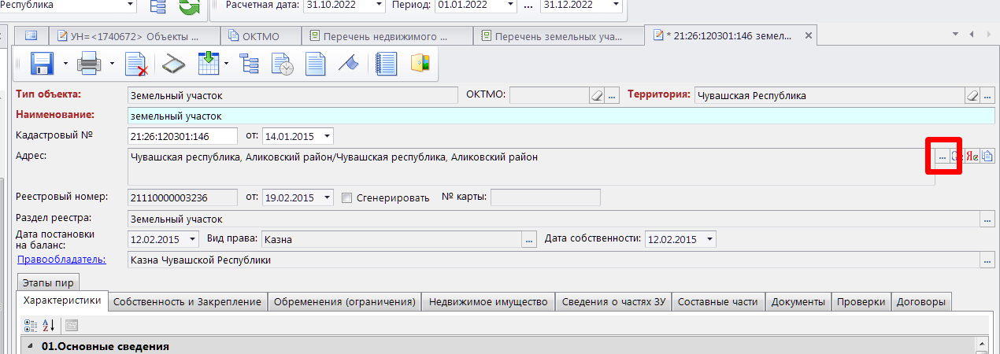 Республика Расчетная дата: 31.10.2022 Период: 01.01.2022 ... 31.12.2022
УН= <1740672> Объекты ... ОКТМО Перечень недвижимого ... Перечень земельных уча... * 21:26:120301:146 земел...
Тип объекта: Земельный участок ОКТМО: ... Территория: Чувашская Республика ...
Наименование: земельный участок
Кадастровый № 21:26:120301:146 от: 14.01.2015
Адрес: Чувашская республика, Аликовский район/Чувашская республика, Аликовский район ...
Реестровый номер: 21110000003236 от: 19.02.2015 Сгенерировать № карты:
Раздел реестра: Земельный участок ...
Дата постановки
на баланс: 12.02.2015 Вид права: Казна ... Дата собственности: 12.02.2015
Правообладатель: Казна Чувашской Республики ...
Этапы пир
Характеристики Собственность и Закрепление Обременения (ограничения) Недвижимое имущество Сведения о частях ЗУ Составные части Документы Проверки Договоры
01.Основные сведения